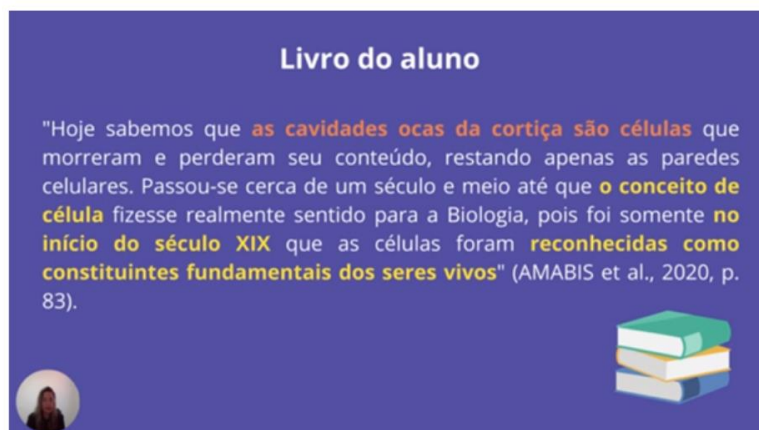 Livro do aluno
"Hoje sabemos que as cavidades ocas da cortiça são células que
morreram e perderam seu conteúdo, restando apenas as paredes
celulares. Passou-se cerca de um século e meio até que o conceito de
célula fizesse realmente sentido para a Biologia, pois foi somente no
início do século XIX que as células foram reconhecidas como
constituintes fundamentais dos seres vivos" (AMABIS et al., 2020, p.
83).